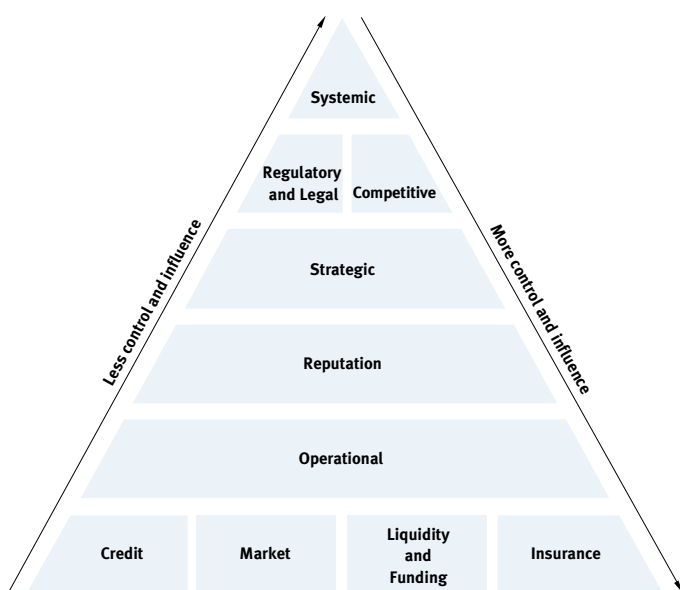 Systemic
Regulatory
and Legal
Competitive
Less control and influence
More control and influence
Strategic
Reputation
Operational
Credit
Market
Liquidity
and
Funding
Insurance